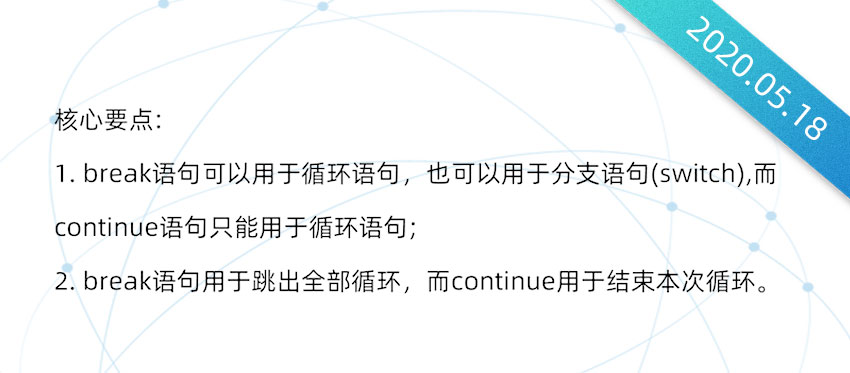 2020.05.18
核心要点:
1. break语句可以用于循环语句，也可以用于分支语句(switch),而
continue语句只能用于循环语句;
2. break语句用于跳出全部循环，而continue用于结束本次循环。